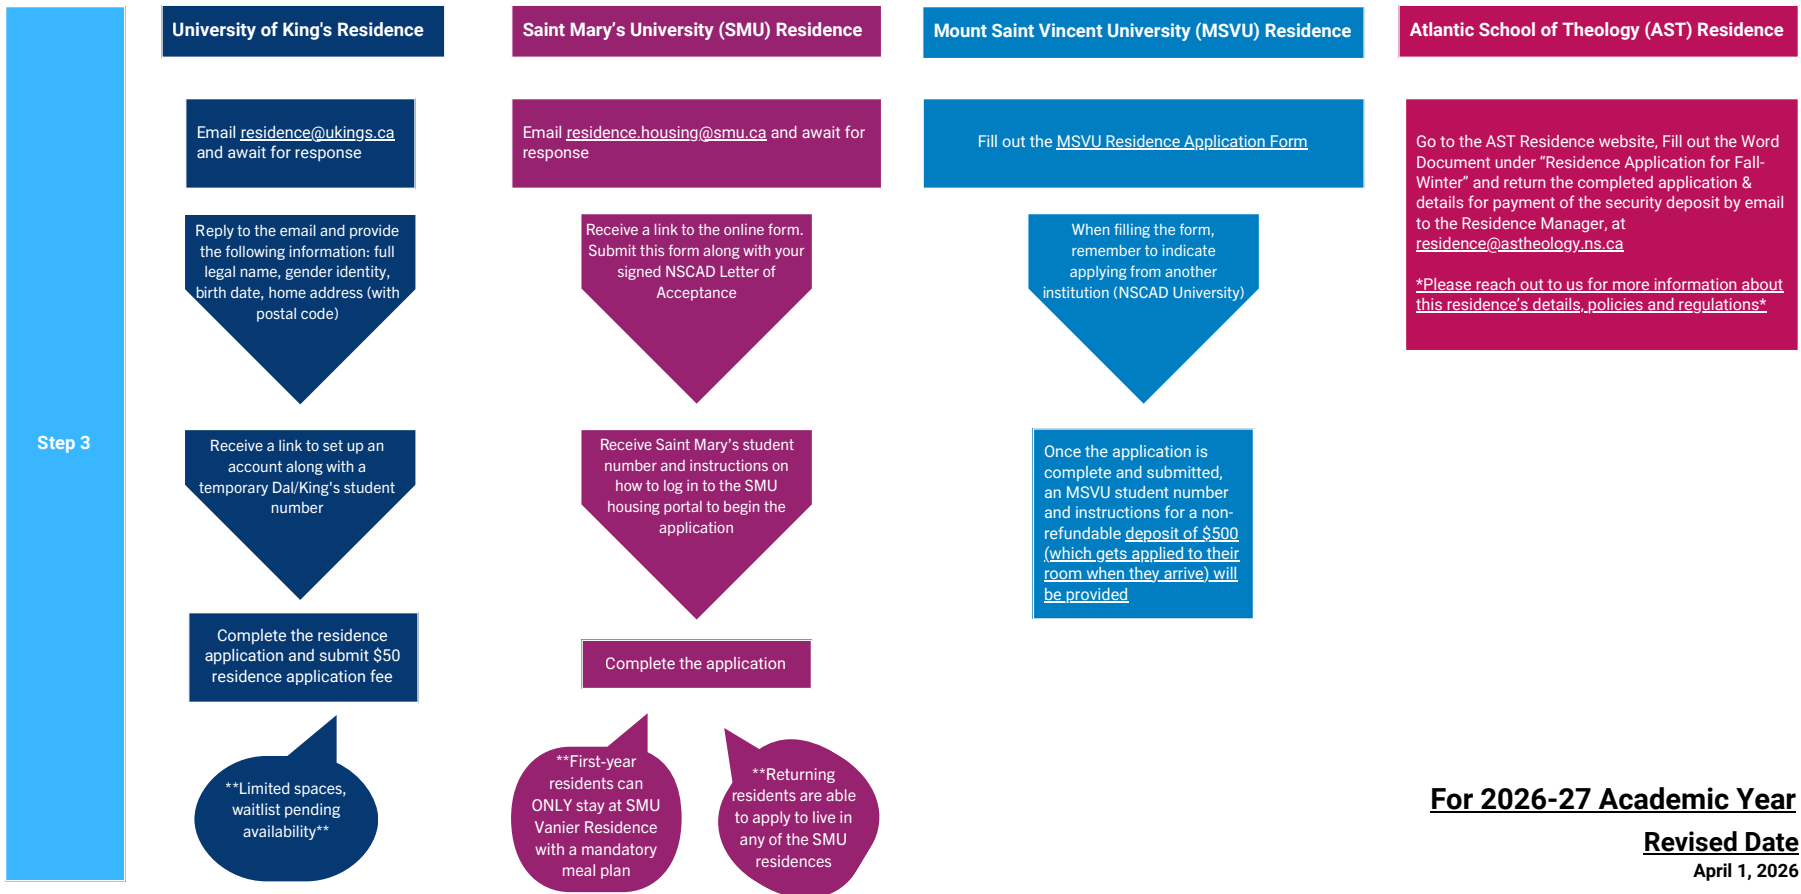 Step 3
University of King's Residence
Email residence@ukings.ca
and await for response
Reply to the email and provide
the following information: full
legal name, gender identity,
birth date, home address (with
postal code)
Receive a link to set up an
account along with a
temporary Dal/King's student
number
Complete the residence
application and submit $50
residence application fee
**Limited spaces,
waitlist pending
availability**
Saint Mary's University (SMU) Residence
Email residence.housing@smu.ca and await for
response
Receive a link to the online form.
Submit this form along with your
signed NSCAD Letter of
Acceptance
Receive Saint Mary's student
number and instructions on
how to log in to the SMU
housing portal to begin the
application
Complete the application
**First-year
residents can
ONLY stay at SMU
Vanier Residence
with a mandatory
meal plan
**Returning
residents are able
to apply to live in
any of the SMU
residences
Mount Saint Vincent University (MSVU) Residence
Fill out the MSVU Residence Application Form
When filling the form,
remember to indicate
applying from another
institution (NSCAD University)
Once the application is
complete and submitted,
an MSVU student number
and instructions for a non-
refundable deposit of $500
(which gets applied to their
room when they arrive) will
be provided
Atlantic School of Theology (AST) Residence
Go to the AST Residence website, Fill out the Word
Document under “Residence Application for Fall-
Winter” and return the completed application &
details for payment of the security deposit by email
to the Residence Manager, at
residence@astheology.ns.ca
*Please reach out to us for more information about
this residence's details, policies and regulations*
For 2026-27 Academic Year
Revised Date
April 1, 2026